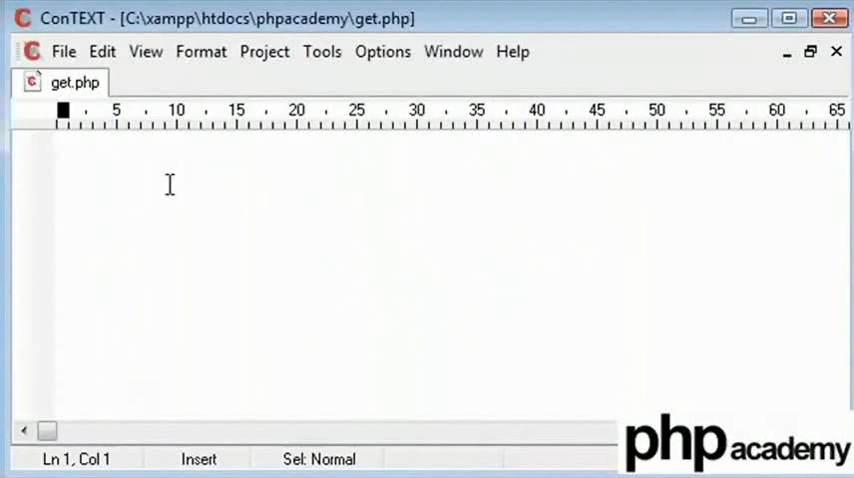 ConTEXT - [C:\xampp\htdocs\phpacademy\get.php]
File Edit View Format Project Tools Options Window Help
get.php
5 10 15 20 25 30 35 40 45 50 55 60 65
Ln 1, Col 1 Insert Sel: Normal
php academy